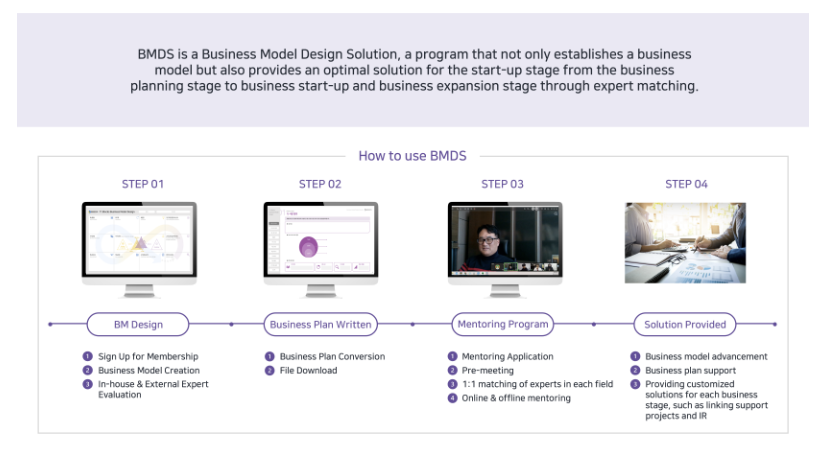 BMDS is a Business Model Design Solution, a program that not only establishes a business
model but also provides an optimal solution for the start-up stage from the business
planning stage to business start-up and business expansion stage through expert matching.
How to use BMDS
STEP 01
STEP 02
STEP 03
STEP 04
BM Design
Business Plan Written
Mentoring Program
Solution Provided
1 Sign Up for Membership
2 Business Model Creation
3 In-house & External Expert
Evaluation
1 Business Plan Conversion
2 File Download
1 Mentoring Application
2 Pre-meeting
3 1:1 matching of experts in each field
4 Online & offline mentoring
1 Business model advancement
2 Business plan support
3 Providing customized
solutions for each business
stage, such as linking support
projects and IR